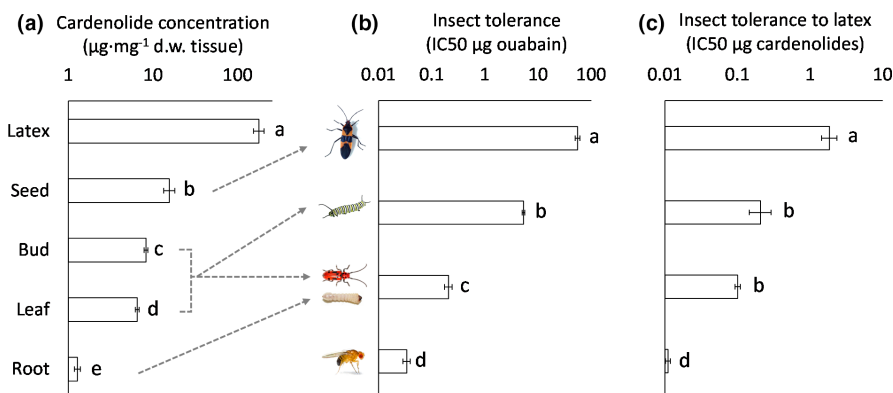 (a) Cardenolide concentration
(µg·mg⁻¹ d.w. tissue)
1 10 100
Latex a
Seed b
Bud c
Leaf d
Root e
(b) Insect tolerance
(IC50 µg ouabain)
0.01 0.1 1 10 100
a
b
c
d
(c) Insect tolerance to latex
(IC50 µg cardenolides)
0.01 0.1 1 10
a
b
b
d